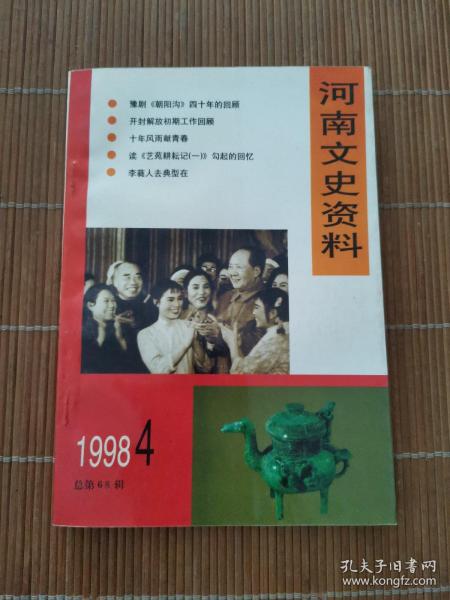 河南文史资料
豫剧《朝阳沟》四十年的回顾
开封解放初期工作回顾
十年风雨献青春
读《艺苑耕耘记(一)》勾起的回忆
李蕤人去典型在
1998 4
总第68辑
孔夫子旧书网
www.kongfz.com